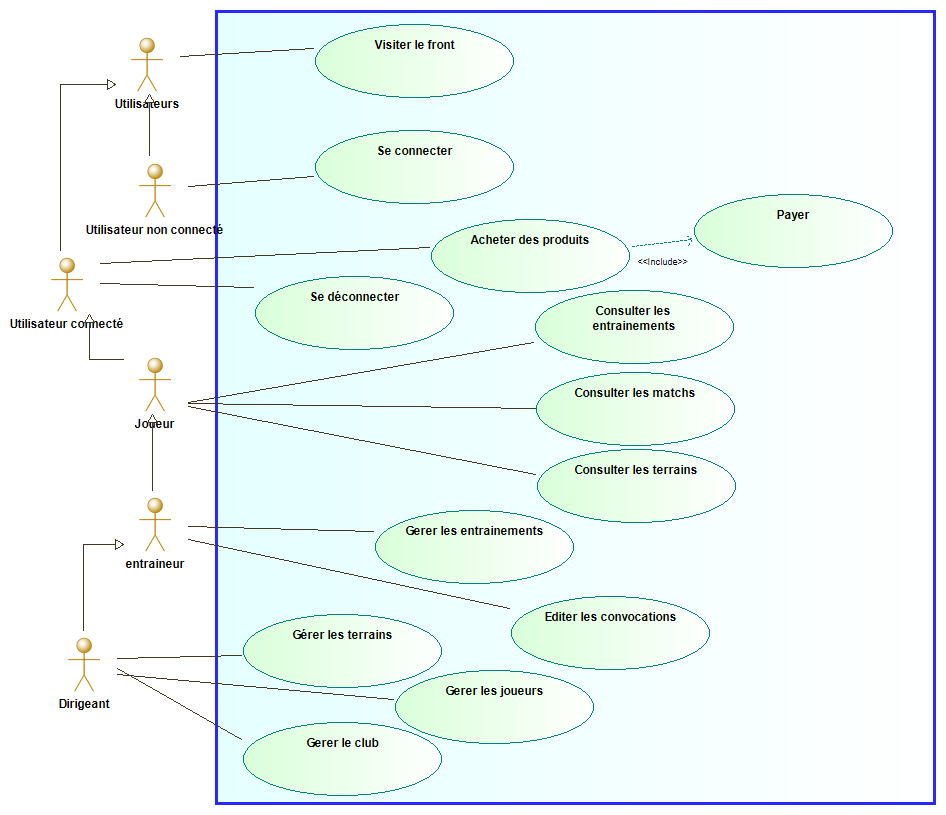 Visiter le front
Utilisateurs
Se connecter
Utilisateur non connecté
Payer
Acheter des produits
<<Include>>
Se déconnecter
Utilisateur connecté
Consulter les
entrainements
Consulter les matchs
Joueur
Consulter les terrains
Gerer les entrainements
entraineur
Editer les convocations
Gérer les terrains
Gerer les joueurs
Dirigeant
Gerer le club